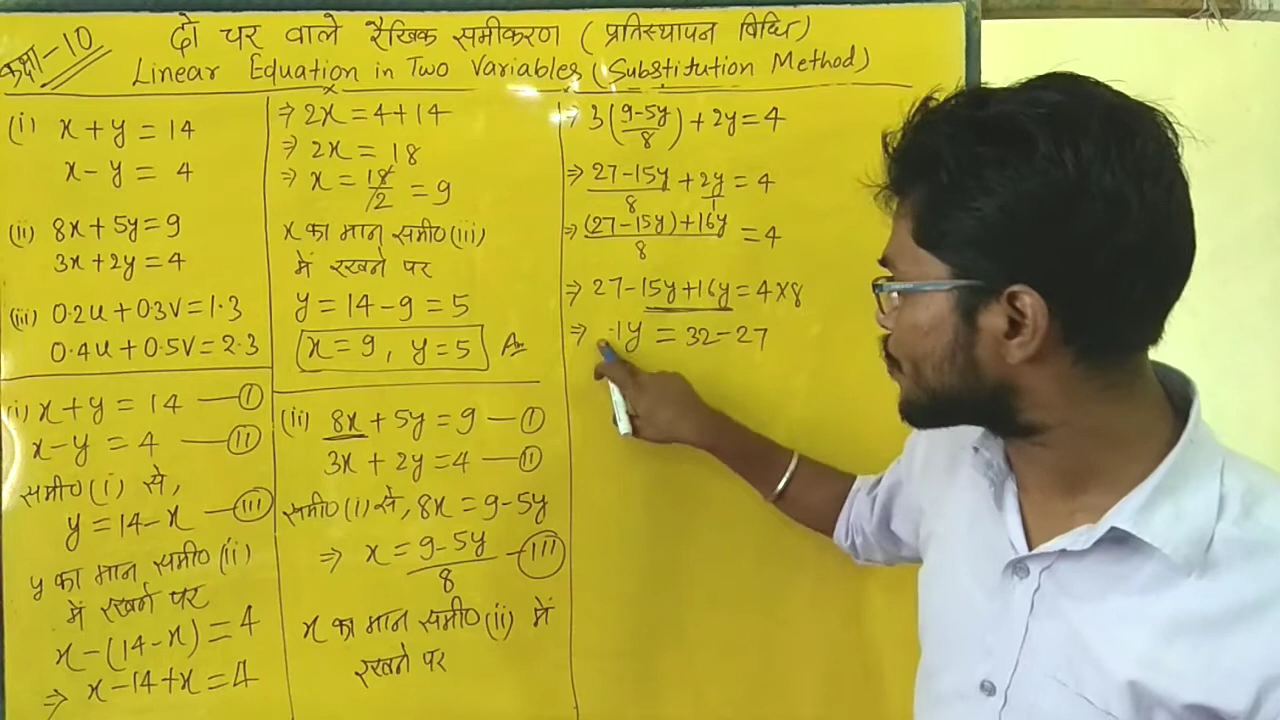 कक्षा-10
दो चर वाले रैखिक समीकरण (प्रतिस्थापन विधि)
Linear Equation in Two Variables (Substitution Method)
(i) x+y=14
x-y=4
(ii) 8x+5y=9
3x+2y=4
(iii) 0.2u+0.3v=1.3
0.4u+0.5v=2.3
(i) x+y=14 —(I)
x-y=4 —(II)
समी० (i) से,
y=14-x —(III)
y का मान समी० (ii)
में रखने पर
x-(14-x)=4
⇒ x-14+x=4
⇒ 2x=4+14
⇒ 2x=18
⇒ x=18/2=9
x का मान समी० (iii)
में रखने पर
y=14-9=5
x=9, y=5 Ans
(ii) 8x+5y=9 —(I)
3x+2y=4 —(II)
समी० (i) से, 8x=9-5y
⇒ x=(9-5y)/8 —(III)
x का मान समी० (ii) में
रखने पर
⇒ 3((9-5y)/8)+2y=4
⇒ (27-15y)/8+2y/1=4
⇒ ((27-15y)+16y)/8=4
⇒ 27-15y+16y=4×8
⇒ 1y=32-27